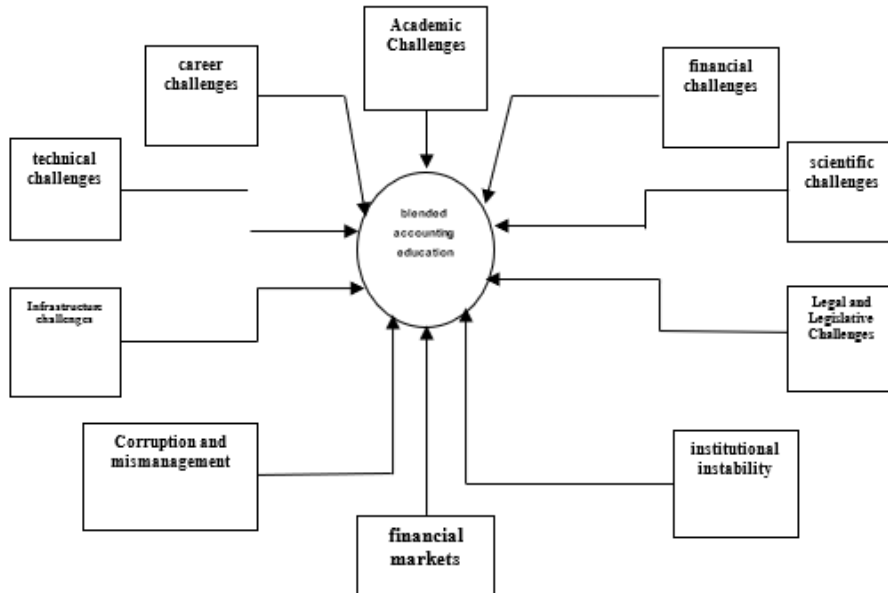 Academic
Challenges
career
challenges
financial
challenges
technical
challenges
scientific
challenges
blended
accounting
education
Infrastructure
challenges
Legal and
Legislative
Challenges
Corruption and
mismanagement
institutional
instability
financial
markets